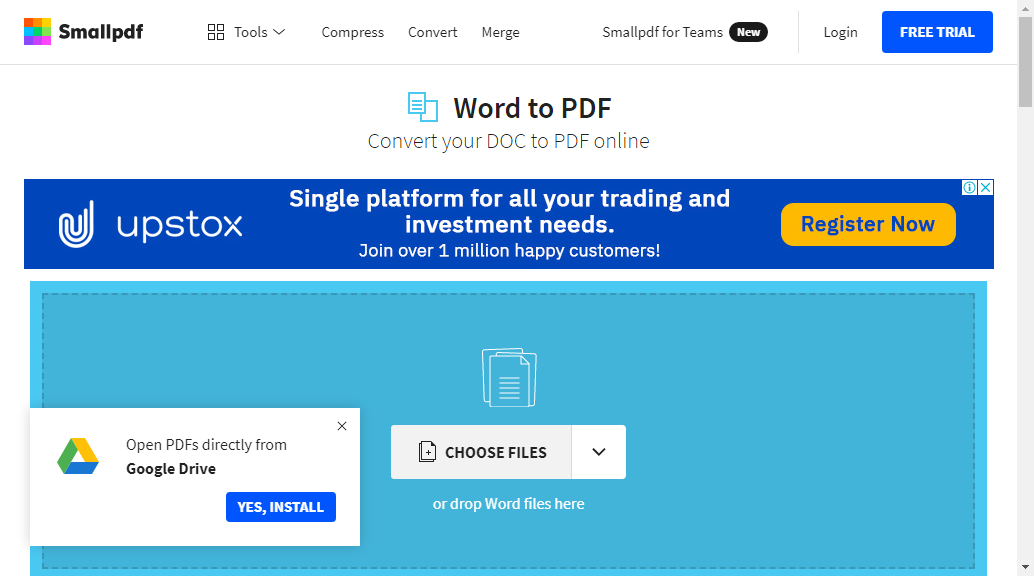 Smallpdf
Tools
Compress
Convert
Merge
Smallpdf for Teams New
Login
FREE TRIAL
Word to PDF
Convert your DOC to PDF online
upstox
Single platform for all your trading and
investment needs.
Join over 1 million happy customers!
Register Now
CHOOSE FILES
or drop Word files here
Open PDFs directly from
Google Drive
YES, INSTALL